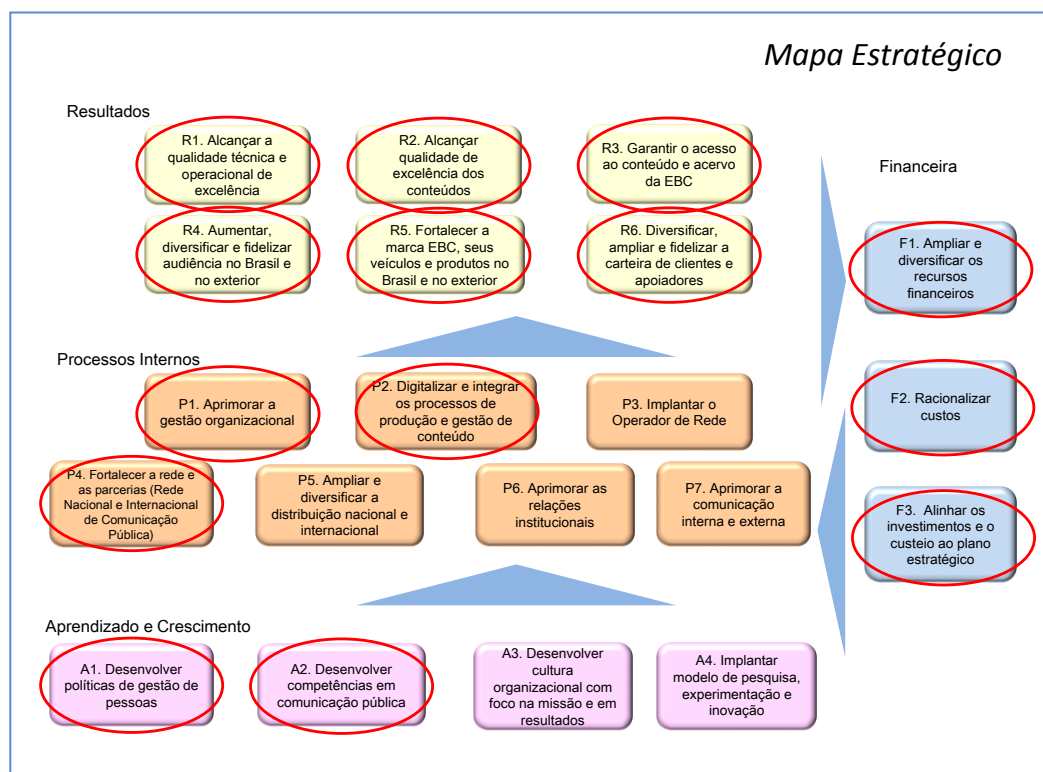 Mapa Estratégico
Resultados
R1. Alcançar a
qualidade técnica e
operacional de
excelência
R2. Alcançar
qualidade de
excelência dos
conteúdos
R3. Garantir o acesso
ao conteúdo e acervo
da EBC
R4. Aumentar,
diversificar e fidelizar
audiência no Brasil e
no exterior
R5. Fortalecer a
marca EBC, seus
veículos e produtos no
Brasil e no exterior
R6. Diversificar,
ampliar e fidelizar a
carteira de clientes e
apoiadores
Financeira
F1. Ampliar e
diversificar os
recursos
financeiros
F2. Racionalizar
custos
F3. Alinhar os
investimentos e o
custeio ao plano
estratégico
Processos Internos
P1. Aprimorar a
gestão organizacional
P2. Digitalizar e integrar
os processos de
produção e gestão de
conteúdo
P3. Implantar o
Operador de Rede
P4. Fortalecer a rede e
as parcerias (Rede
Nacional e Internacional
de Comunicação
Pública)
P5. Ampliar e
diversificar a
distribuição nacional e
internacional
P6. Aprimorar as
relações
institucionais
P7. Aprimorar a
comunicação
interna e externa
Aprendizado e Crescimento
A1. Desenvolver
políticas de gestão de
pessoas
A2. Desenvolver
competências em
comunicação pública
A3. Desenvolver
cultura
organizacional com
foco na missão e em
resultados
A4. Implantar
modelo de pesquisa,
experimentação e
inovação